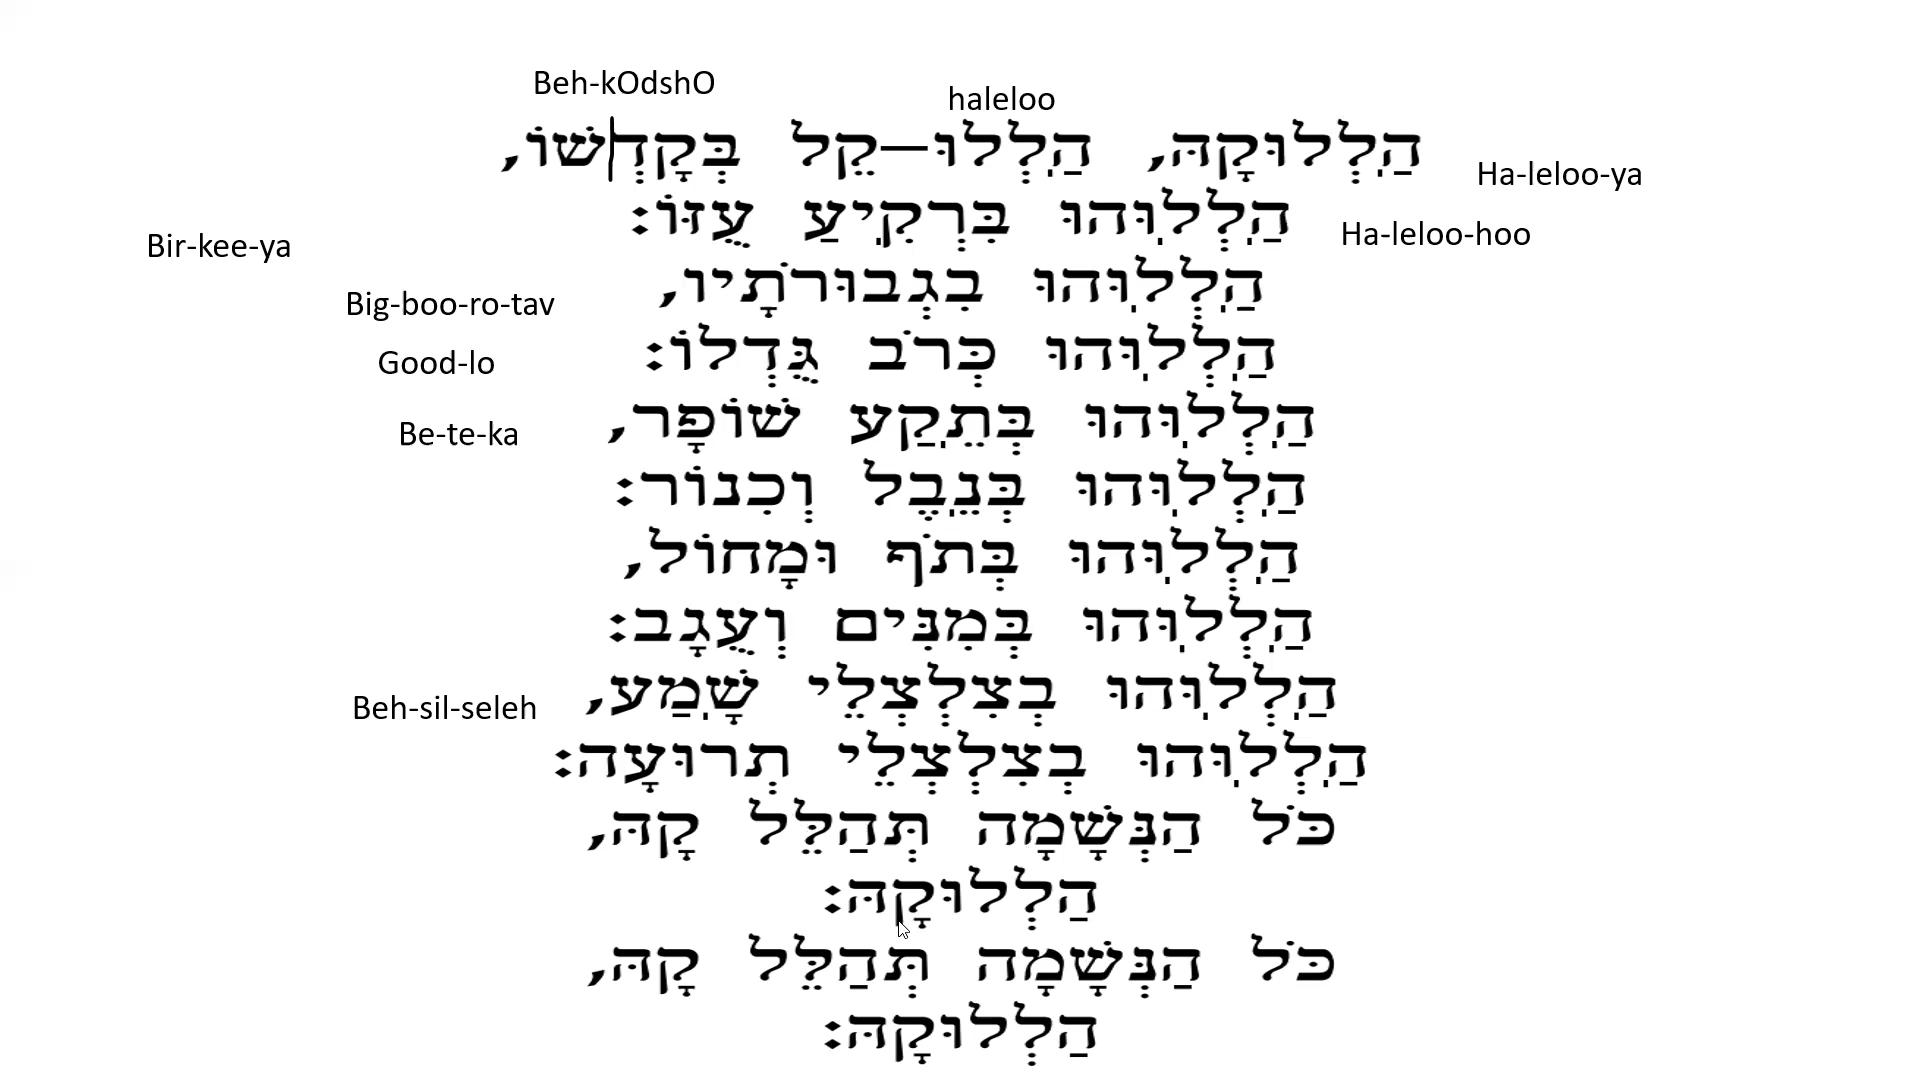 Beh-kOdshO
haleloo
הַלְלוּקָהּ, הַלְלוּ—קֵל בְּקָדְשׁוֹ,
Ha-leloo-ya
הַלְלוּהוּ בִּרְקִיעַ עֻזּוֹ:
Ha-leloo-hoo
Bir-kee-ya
הַלְלוּהוּ בִגְבוּרֹתָיו,
Big-boo-ro-tav
הַלְלוּהוּ כְּרֹב גֻּדְלוֹ:
Good-lo
הַלְלוּהוּ בְּתֵקַע שׁוֹפָר,
Be-te-ka
הַלְלוּהוּ בְּנֵבֶל וְכִנוֹר:
הַלְלוּהוּ בְּתֹף וּמָחוֹל,
הַלְלוּהוּ בְּמִנִּים וְעֻגָב:
הַלְלוּהוּ בְצִלְצְלֵי שָׁמַע,
Beh-sil-seleh
הַלְלוּהוּ בְצִלְצְלֵי תְרוּעָה:
כֹּל הַנְּשָׁמָה תְּהַלֵּל קָהּ,
הַלְלוּקָהּ:
כֹּל הַנְּשָׁמָה תְּהַלֵּל קָהּ,
הַלְלוּקָהּ: